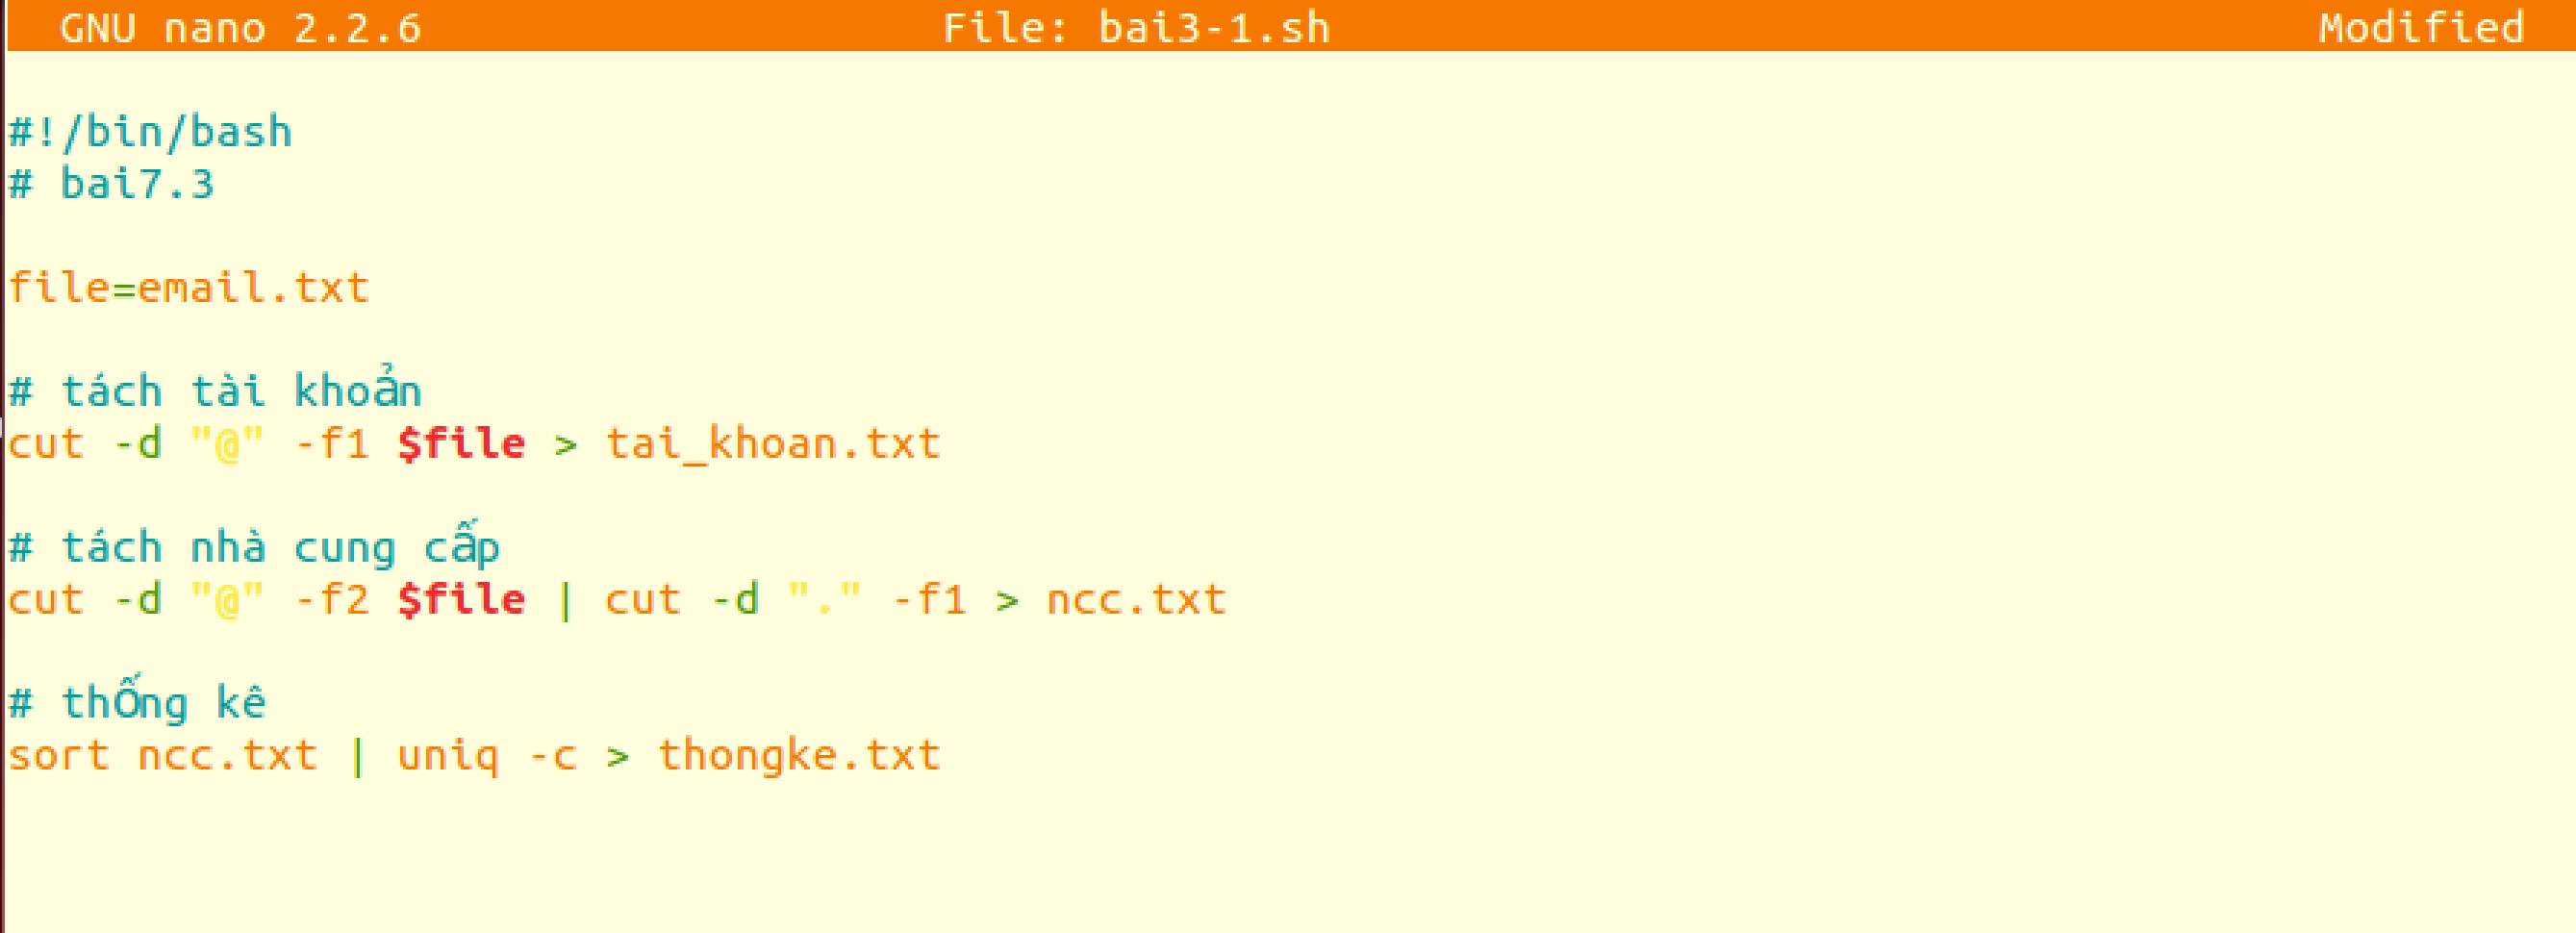 GNU nano 2.2.6 File: bai3-1.sh Modified
#!/bin/bash
# bai7.3
file=email.txt
# tách tài khoản
cut -d "@" -f1 $file > tai_khoan.txt
# tách nhà cung cấp
cut -d "@" -f2 $file | cut -d "." -f1 > ncc.txt
# thống kê
sort ncc.txt | uniq -c > thongke.txt